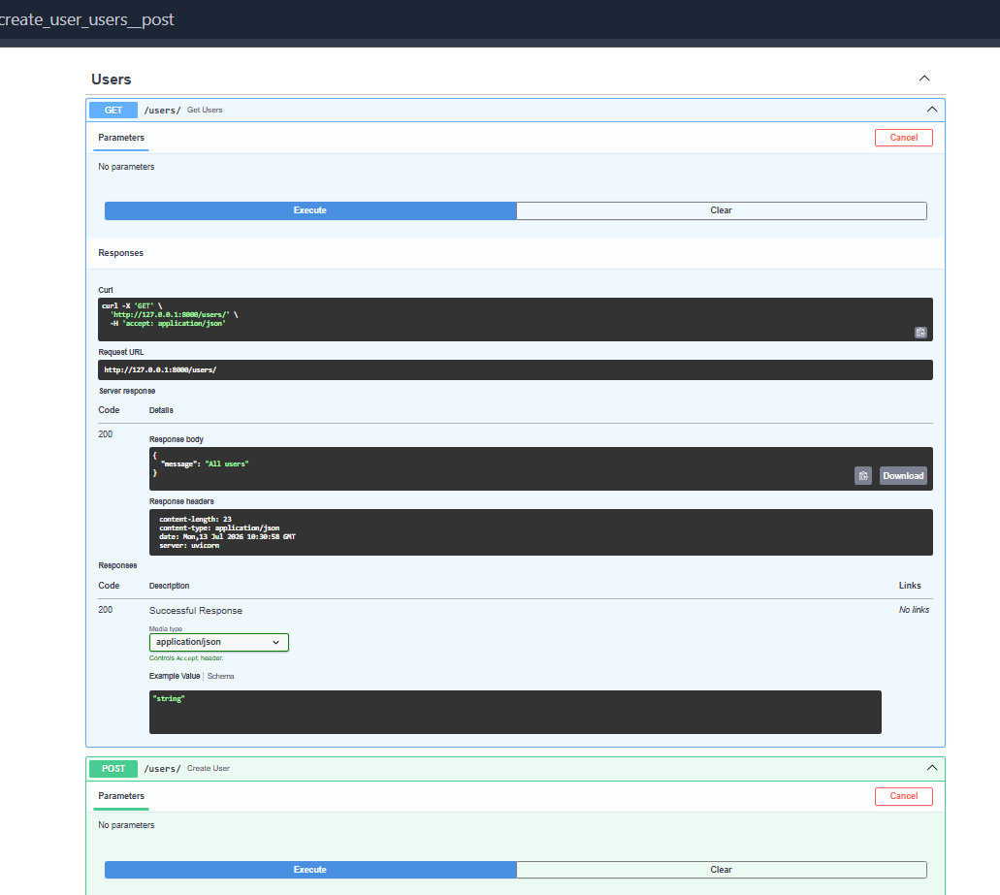 create_user_users__post
Users
GET /users/ Get Users
Parameters
Cancel
No parameters
Execute
Clear
Responses
Curl
curl -X 'GET' \
'http://127.0.0.1:8000/users/' \
-H 'accept: application/json'
Request URL
http://127.0.0.1:8000/users/
Server response
Code Details
200
Response body
{
"message": "All users"
}
Download
Response headers
content-length: 23
content-type: application/json
date: Mon,13 Jul 2026 10:30:58 GMT
server: uvicorn
Responses
Code Description Links
200 Successful Response No links
Media type
application/json
Controls Accept header.
Example Value | Schema
"string"
POST /users/ Create User
Parameters
Cancel
No parameters
Execute
Clear